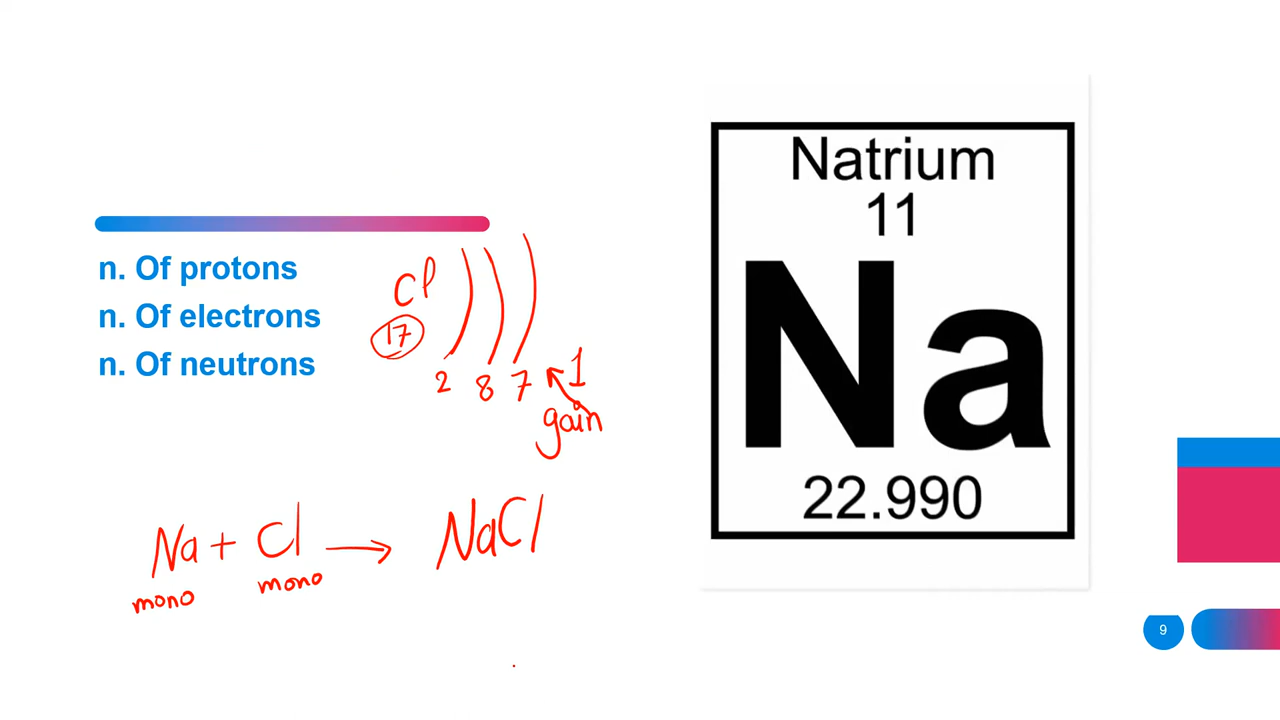 n. Of protons
n. Of electrons
n. Of neutrons
Cl
17
2 8 7 1
gain
Na + Cl → NaCl
mono mono
Natrium
11
Na
22.990
9